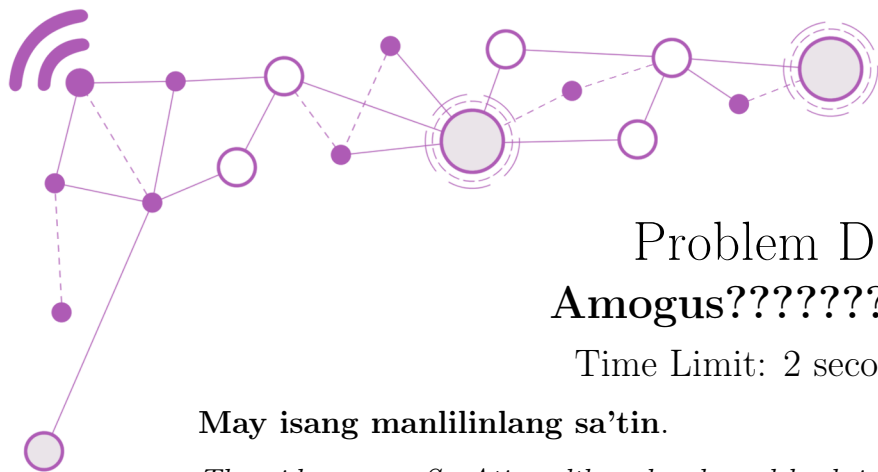 Problem D
Amogus???????
Time Limit: 2 seco
May isang manlilinlang sa’tin.